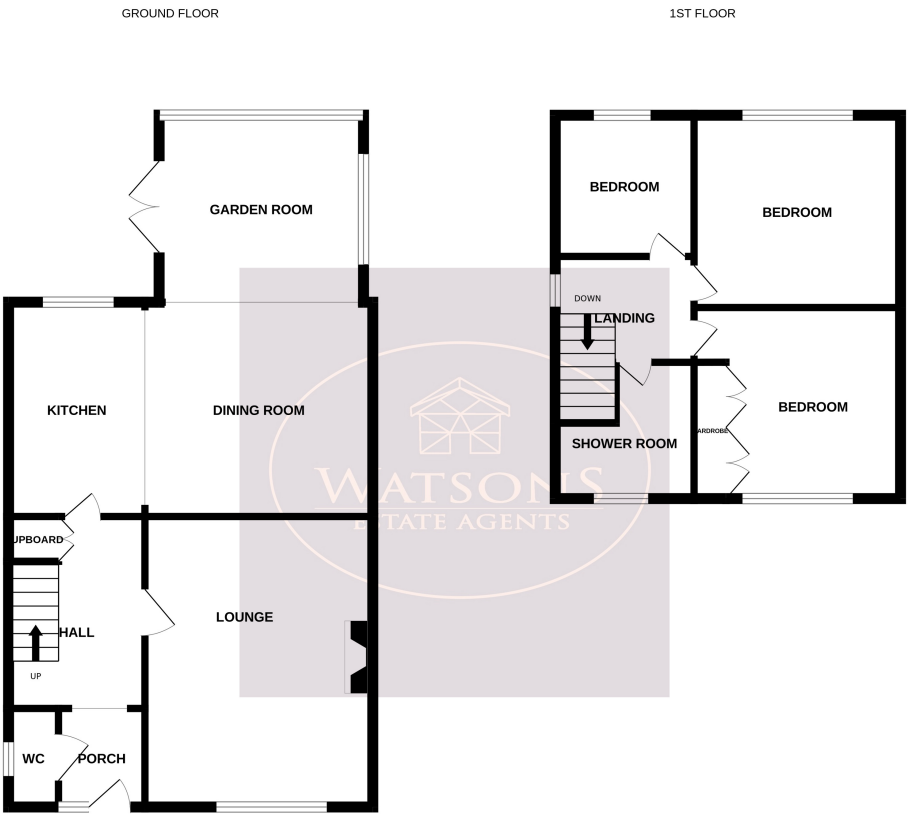 GROUND FLOOR
1ST FLOOR
GARDEN ROOM
BEDROOM
BEDROOM
DOWN
LANDING
KITCHEN
DINING ROOM
BEDROOM
ARDROBE
SHOWER ROOM
WATSONS
ESTATE AGENTS
UPBOARD
LOUNGE
HALL
UP
WC
PORCH